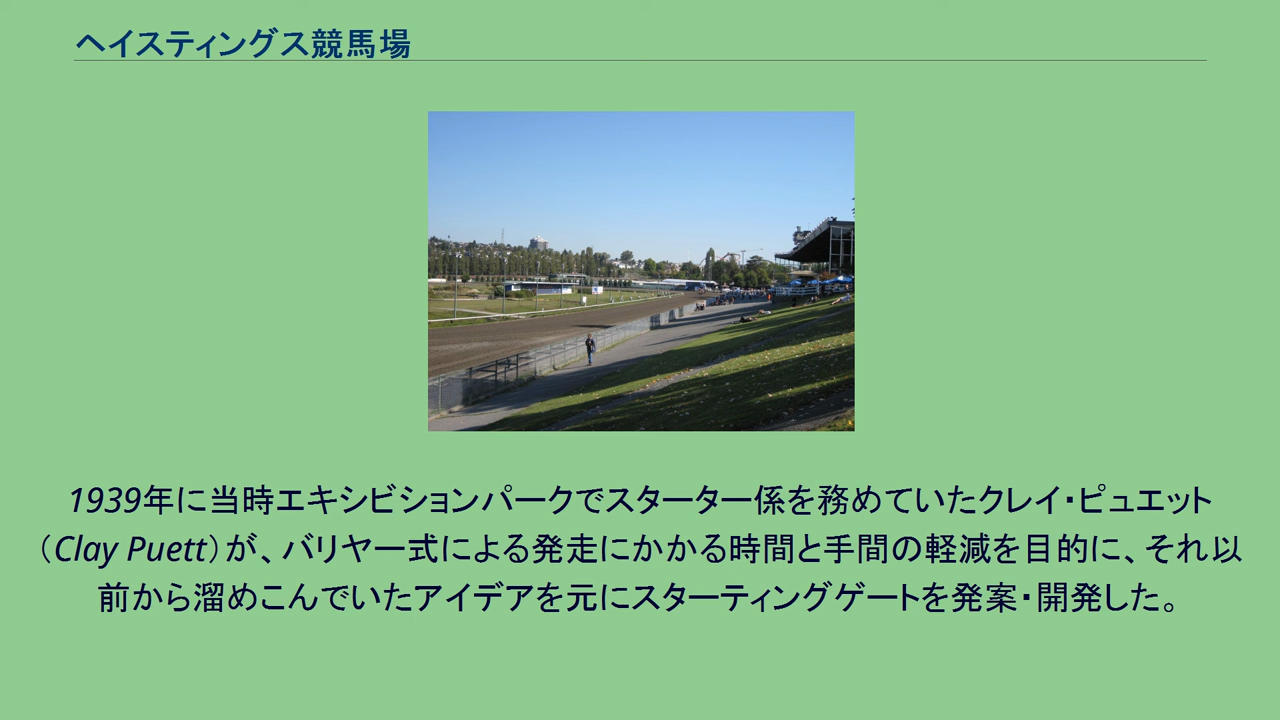 ヘイスティングス競馬場
1939年に当時エキシビションパークでスターター係を務めていたクレイ・ピュエット
（Clay Puett）が、バリヤー式による発走にかかる時間と手間の軽減を目的に、それ以
前から溜めこんでいたアイデアを元にスターティングゲートを発案・開発した。